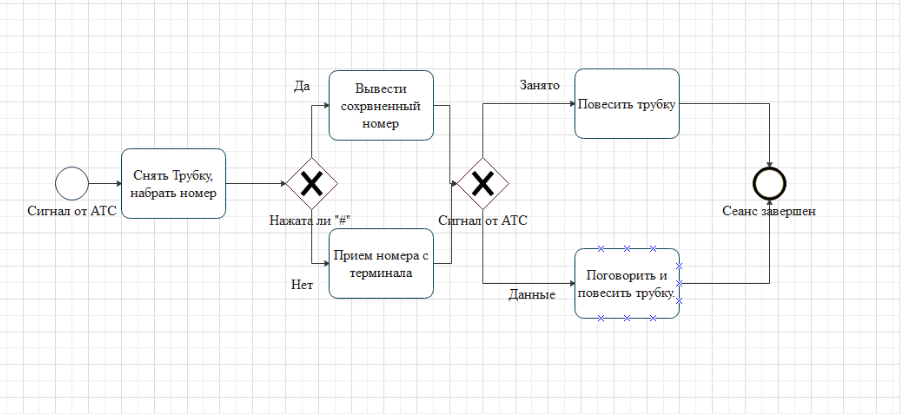 Сигнал от АТС
Снять Трубку,
набрать номер
Нажата ли "#"
Да
Вывести
сохрвненный
номер
Нет
Прием номера с
терминала
Сигнал от АТС
Занято
Повесить трубку
Данные
Поговорить и
повесить трубку.
Сеанс завершен